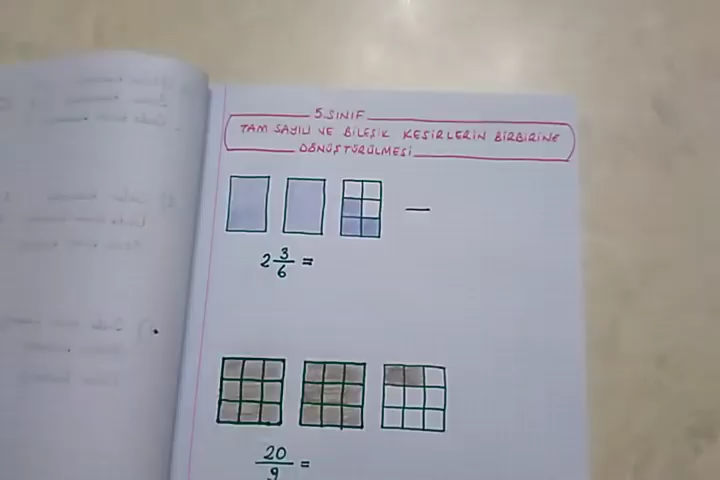 5.SINIF
TAM SAYILI VE BİLEŞİK KESİRLERİN BİRBİRİNE
DÖNÜŞTÜRÜLMESİ
2 3/6 =
20/9 =